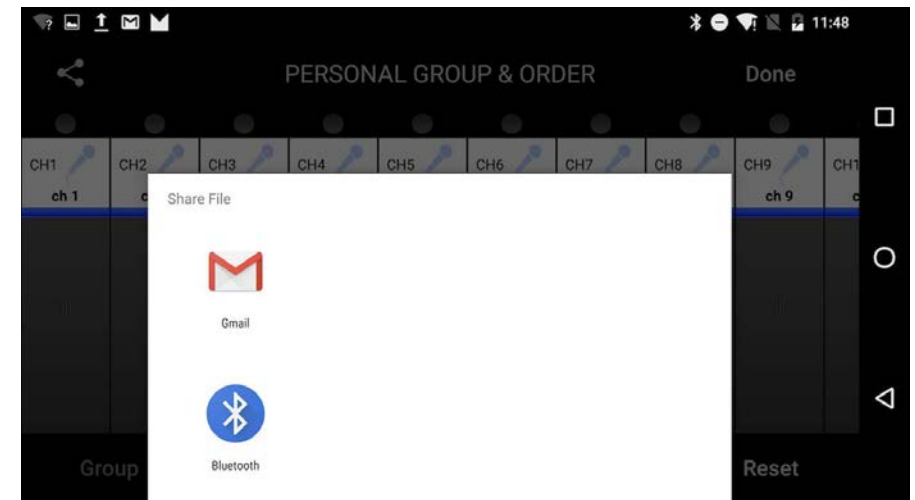 11:48
PERSONAL GROUP & ORDER Done
CH1 CH2 CH3 CH4 CH5 CH6 CH7 CH8 CH9 CH1
ch 1 c ch 9 c
Share File
Gmail
Bluetooth
Group Reset